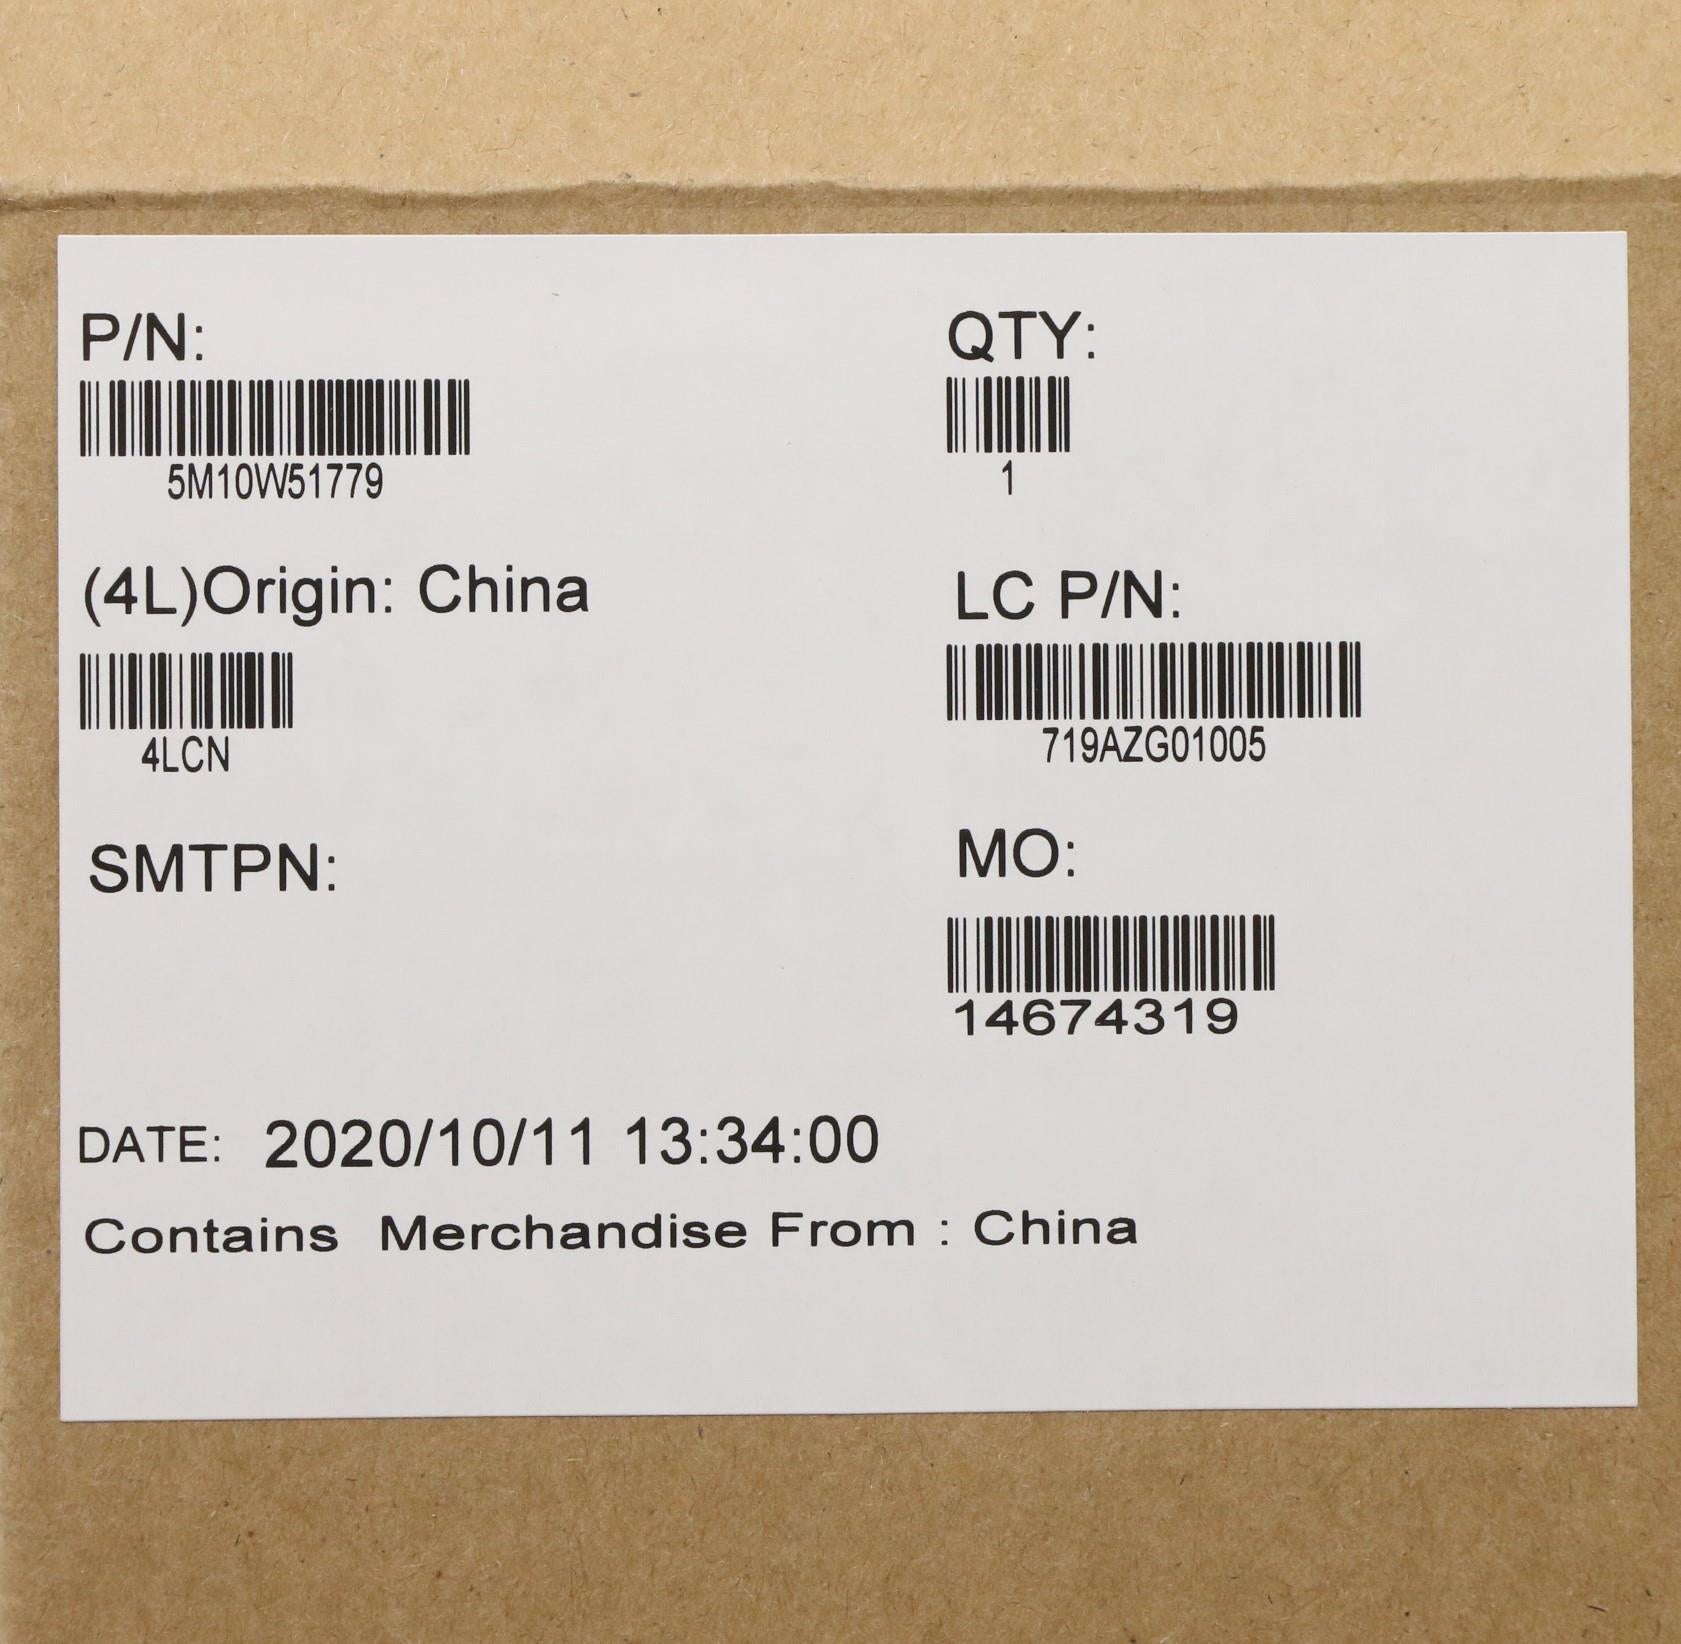 P/N:
QTY:
5M10W51779
1
(4L)Origin: China
LC P/N:
4LCN
719AZG01005
SMTPN:
MO:
14674319
DATE: 2020/10/11 13:34:00
Contains Merchandise From : China